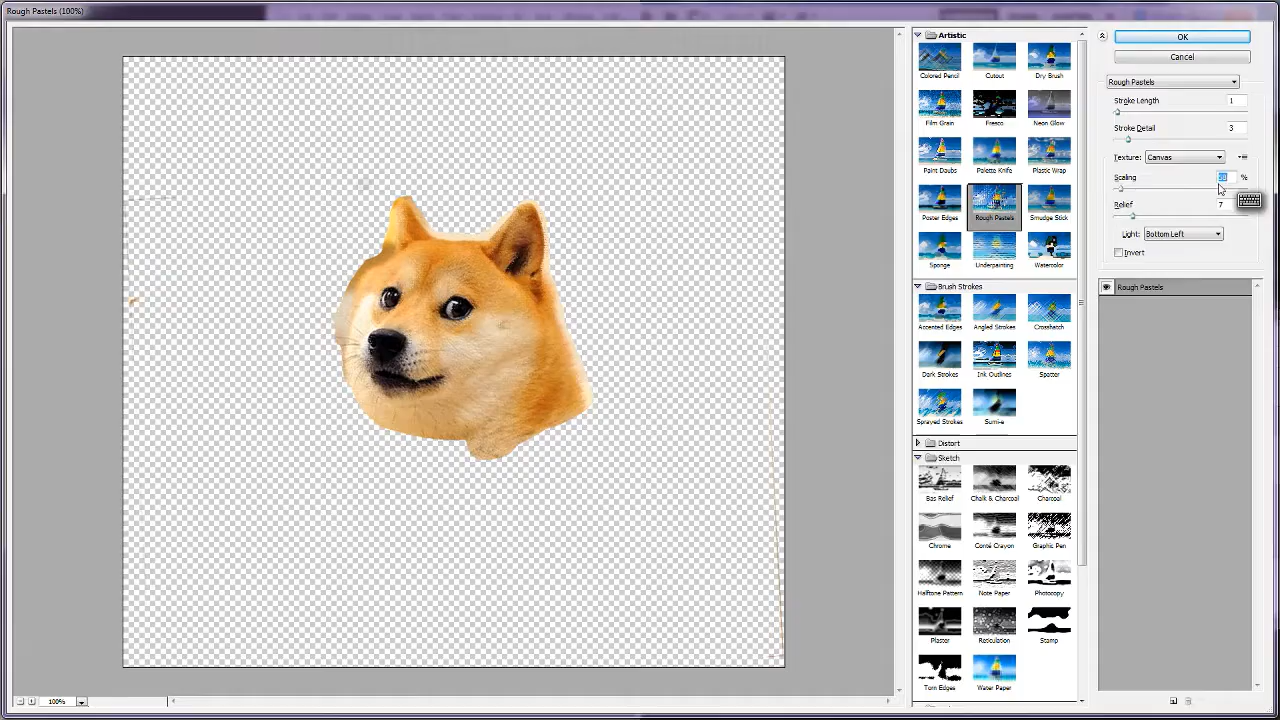 Rough Pastels (100%)
Artistic
OK
Cancel
Colored Pencil
Cutout
Dry Brush
Film Grain
Fresco
Neon Glow
Paint Daubs
Palette Knife
Plastic Wrap
Poster Edges
Rough Pastels
Smudge Stick
Sponge
Underpainting
Watercolor
Brush Strokes
Accented Edges
Angled Strokes
Crosshatch
Dark Strokes
Ink Outlines
Spatter
Sprayed Strokes
Sumi-e
Distort
Sketch
Bas Relief
Chalk & Charcoal
Charcoal
Chrome
Conté Crayon
Graphic Pen
Halftone Pattern
Note Paper
Photocopy
Plaster
Reticulation
Stamp
Torn Edges
Water Paper
Rough Pastels
Stroke Length 1
Stroke Detail 3
Texture: Canvas
Scaling %
Relief 7
Light: Bottom Left
Invert
Rough Pastels
100%